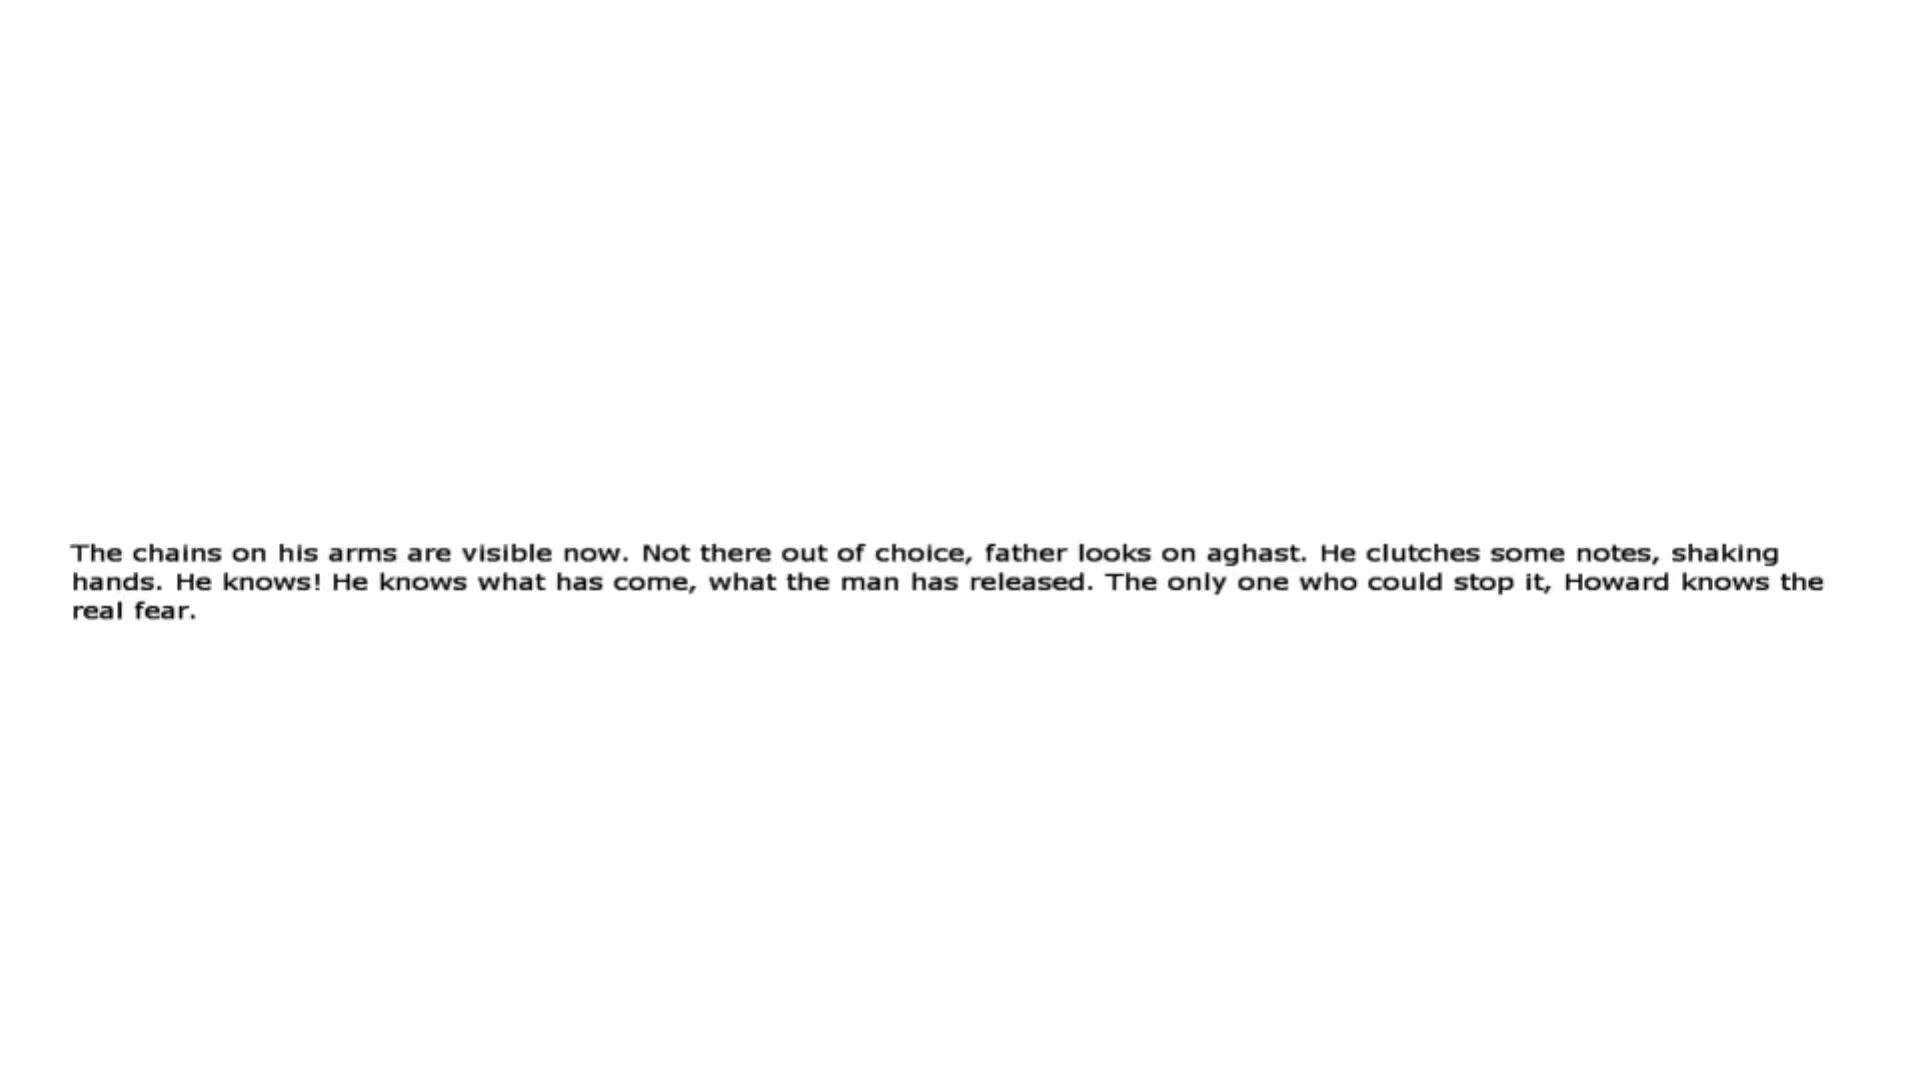 The chains on his arms are visible now. Not there out of choice, father looks on aghast. He clutches some notes, shaking
hands. He knows! He knows what has come, what the man has released. The only one who could stop it, Howard knows the
real fear.